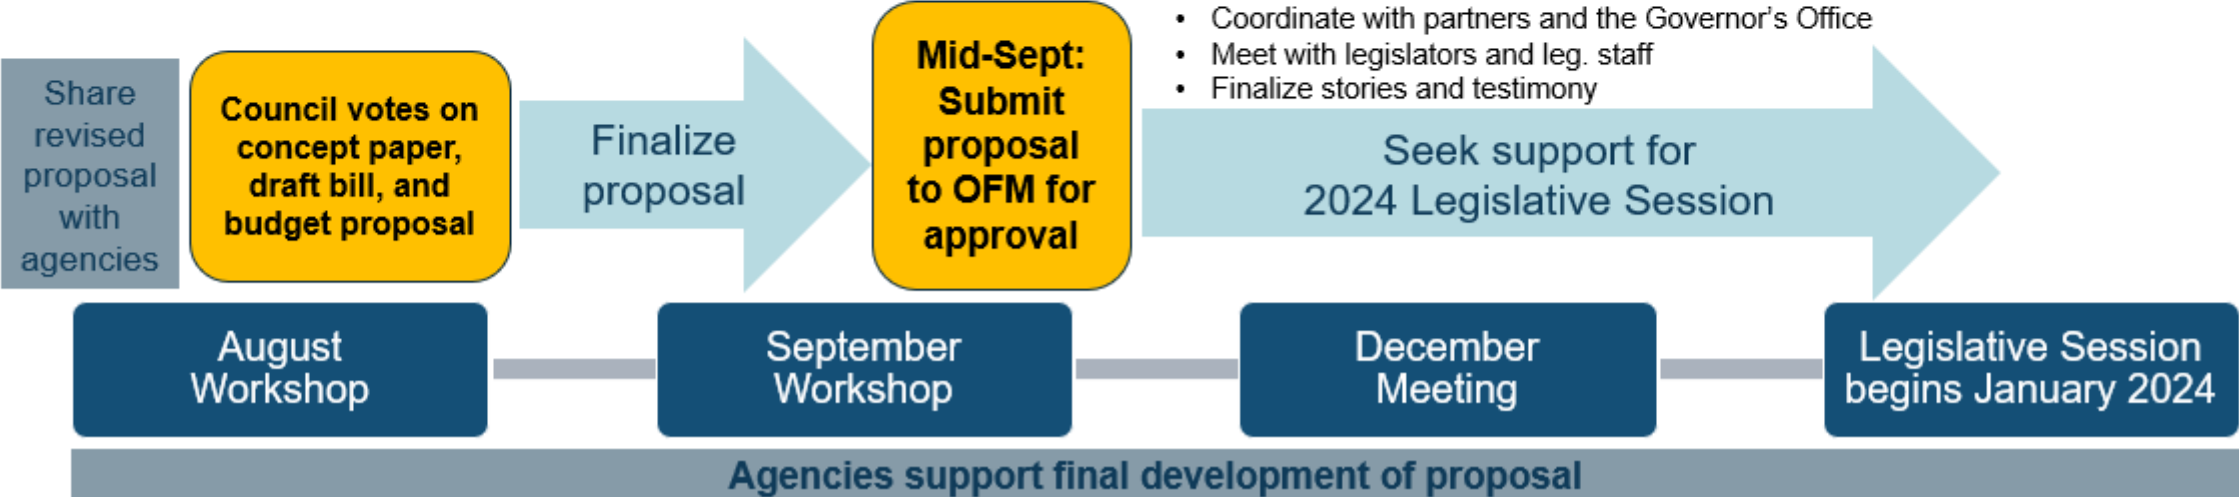 Share
revised
proposal
with
agencies
Council votes on
concept paper,
draft bill, and
budget proposal
Finalize
proposal
Mid-Sept:
Submit
proposal
to OFM for
approval
• Coordinate with partners and the Governor's Office
• Meet with legislators and leg. staff
• Finalize stories and testimony
Seek support for
2024 Legislative Session
August
Workshop
September
Workshop
December
Meeting
Legislative Session
begins January 2024
Agencies support final development of proposal